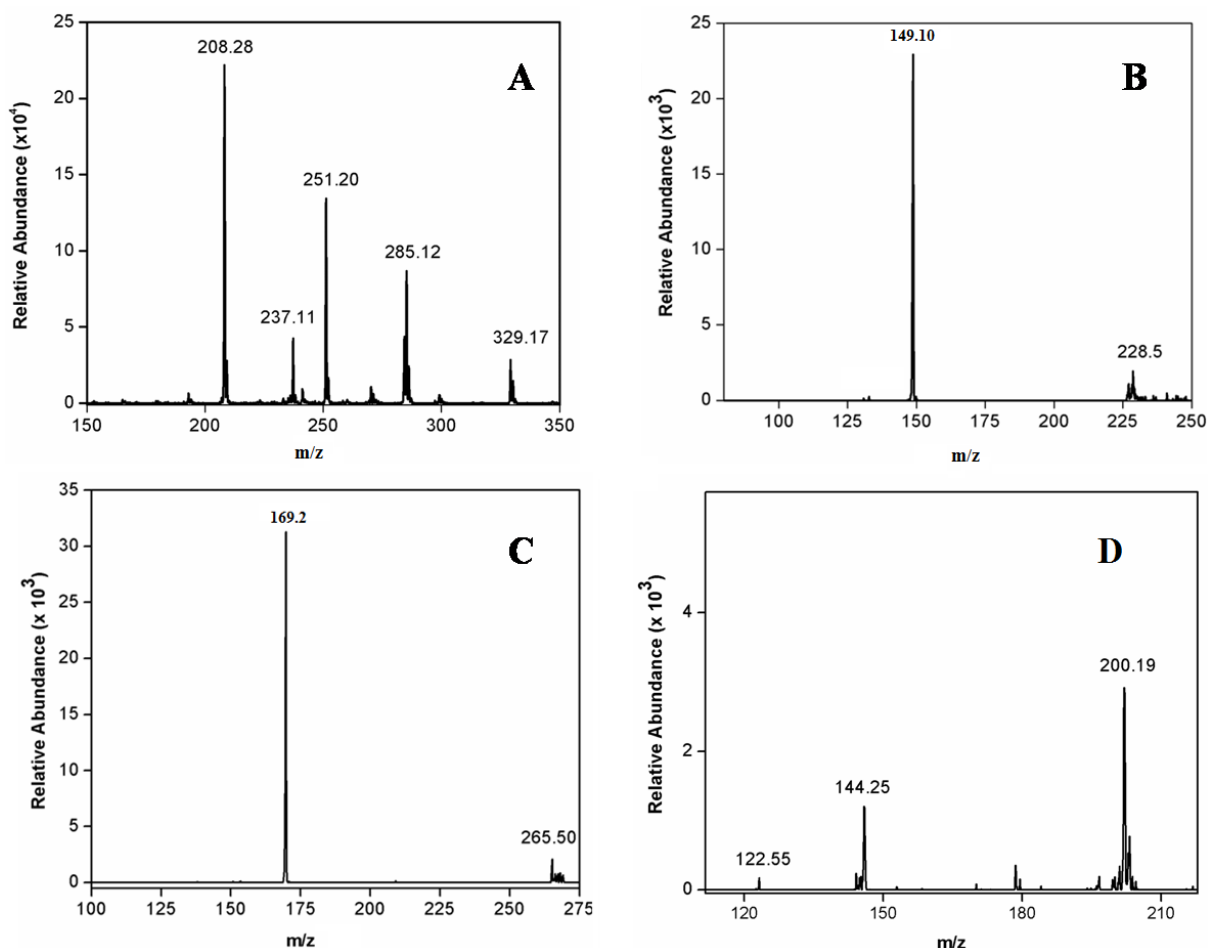 A
Relative Abundance (x10⁴)
25
20
15
10
5
0
208.28
237.11
251.20
285.12
329.17
150 200 250 300 350
m/z
B
Relative Abundance (x10³)
25
20
15
10
5
0
149.10
228.5
100 125 150 175 200 225 250
m/z
C
Relative Abundance (x 10³)
35
30
25
20
15
10
5
0
169.2
265.50
100 125 150 175 200 225 250 275
m/z
D
Relative Abundance (x 10³)
4
2
0
122.55
144.25
200.19
120 150 180 210
m/z